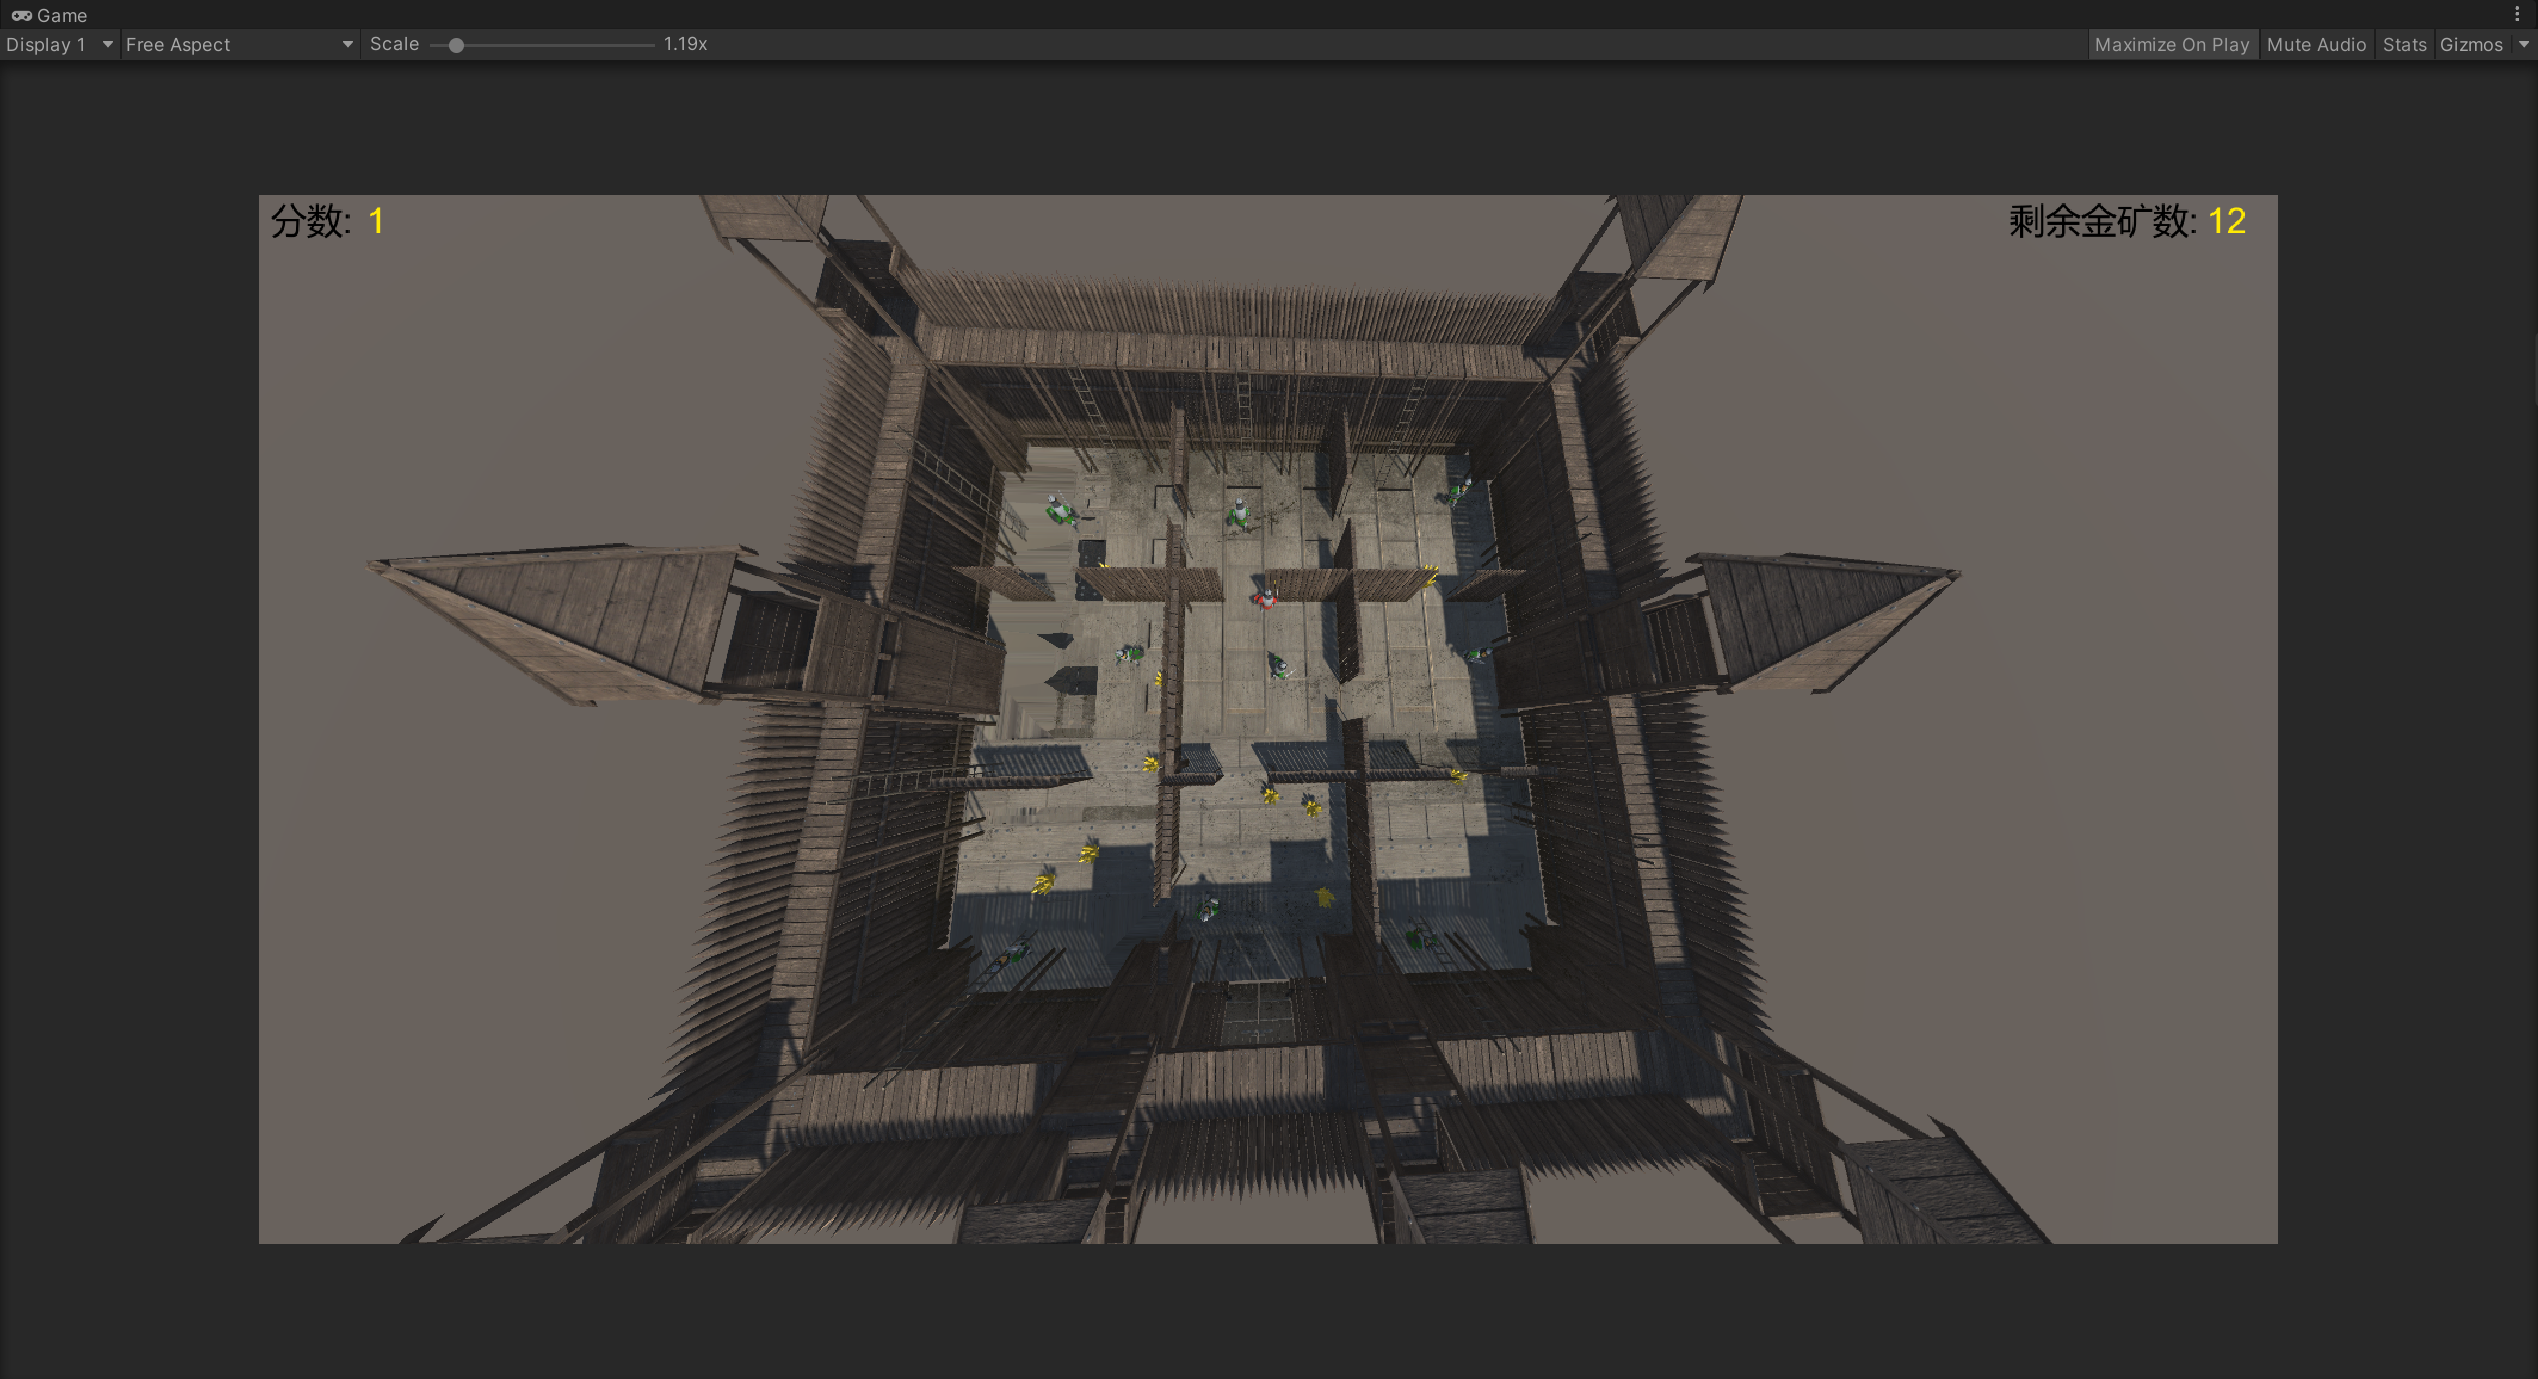 Game
Display 1 Free Aspect Scale 1.19x Maximize On Play Mute Audio Stats Gizmos
分数: 1 剩余金矿数: 12